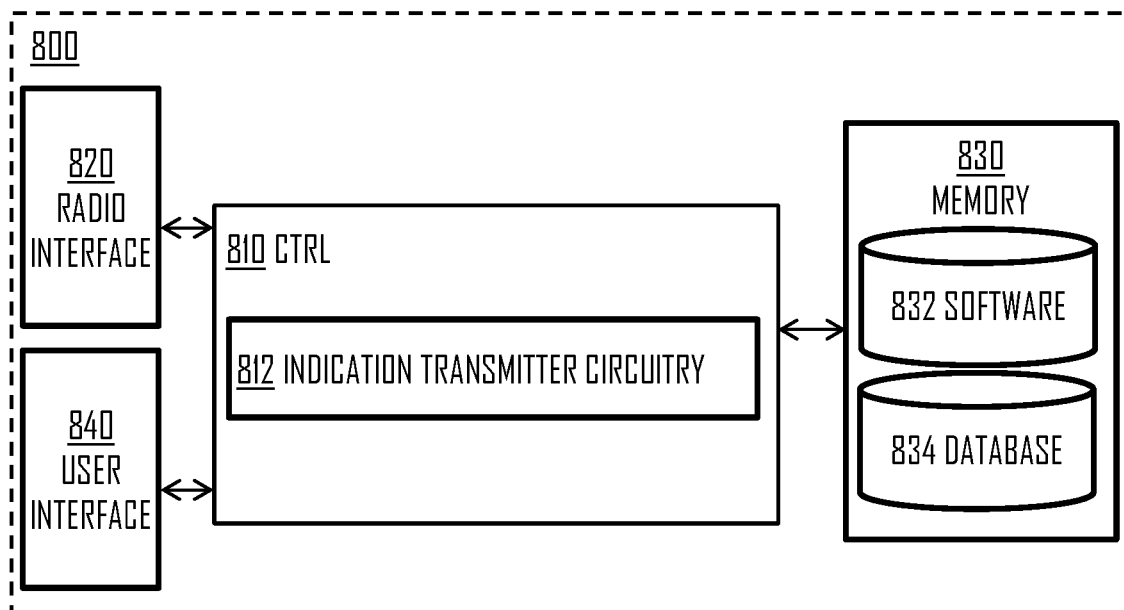 800
820
RADIO
INTERFACE
840
USER
INTERFACE
810 CTRL
812 INDICATION TRANSMITTER CIRCUITRY
830
MEMORY
832 SOFTWARE
834 DATABASE